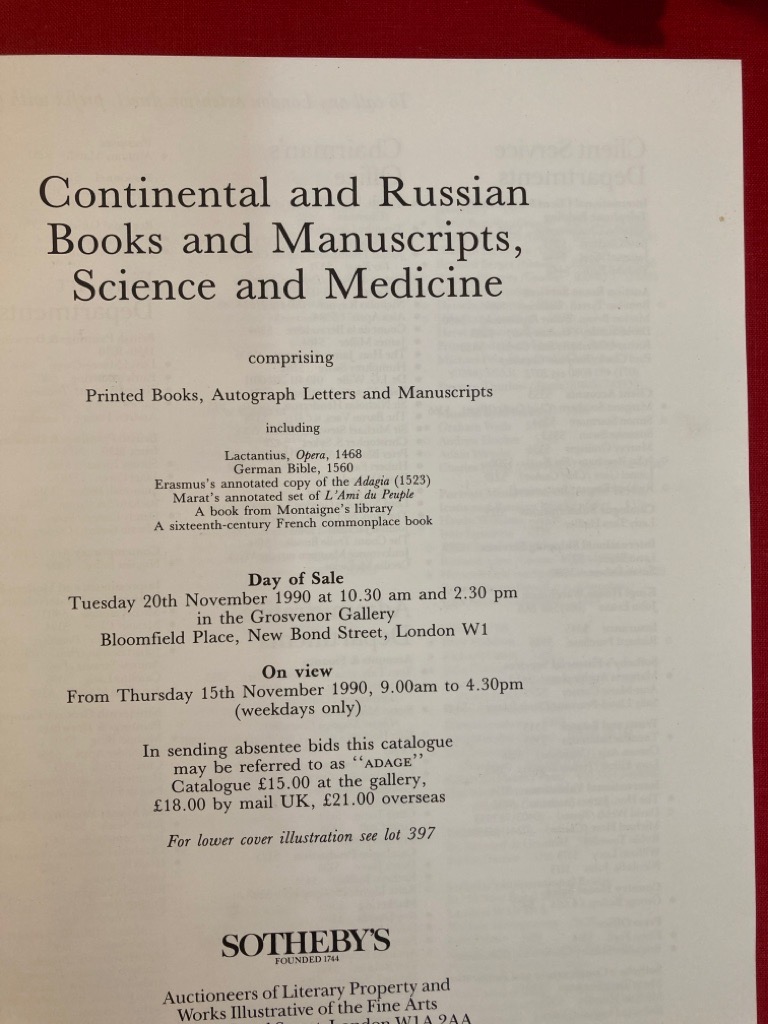 Continental and Russian
Books and Manuscripts,
Science and Medicine
comprising
Printed Books, Autograph Letters and Manuscripts
including
Lactantius, Opera, 1468
German Bible, 1560
Erasmus's annotated copy of the Adagia (1523)
Marat's annotated set of L'Ami du Peuple
A book from Montaigne's library
A sixteenth-century French commonplace book
Day of Sale
Tuesday 20th November 1990 at 10.30 am and 2.30 pm
in the Grosvenor Gallery
Bloomfield Place, New Bond Street, London W1
On view
From Thursday 15th November 1990, 9.00am to 4.30pm
(weekdays only)
In sending absentee bids this catalogue
may be referred to as "ADAGE"
Catalogue £15.00 at the gallery,
£18.00 by mail UK, £21.00 overseas
For lower cover illustration see lot 397
SOTHEBY'S
FOUNDED 1744
Auctioneers of Literary Property and
Works Illustrative of the Fine Arts
London W1A 2AA